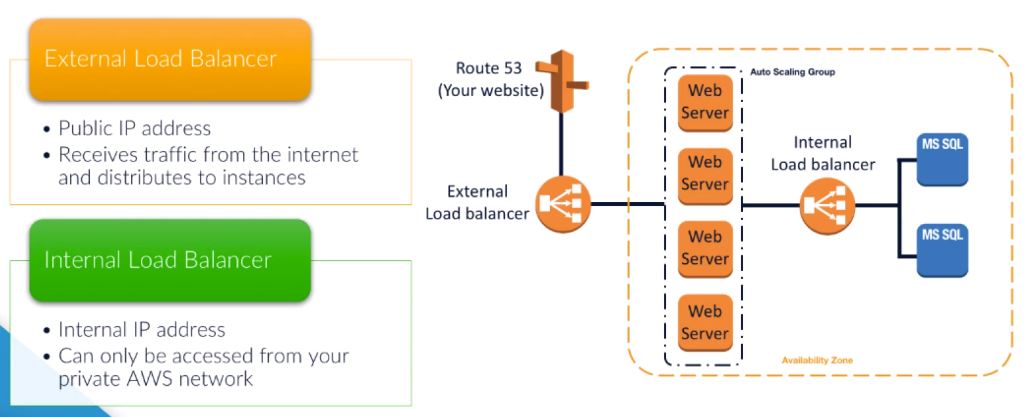 External Load Balancer
• Public IP address
• Receives traffic from the internet
and distributes to instances
Internal Load Balancer
• Internal IP address
• Can only be accessed from your
private AWS network
Route 53
(Your website)
External
Load balancer
Auto Scaling Group
Web
Server
Web
Server
Web
Server
Web
Server
Internal
Load balancer
MS SQL
MS SQL
Availability Zone